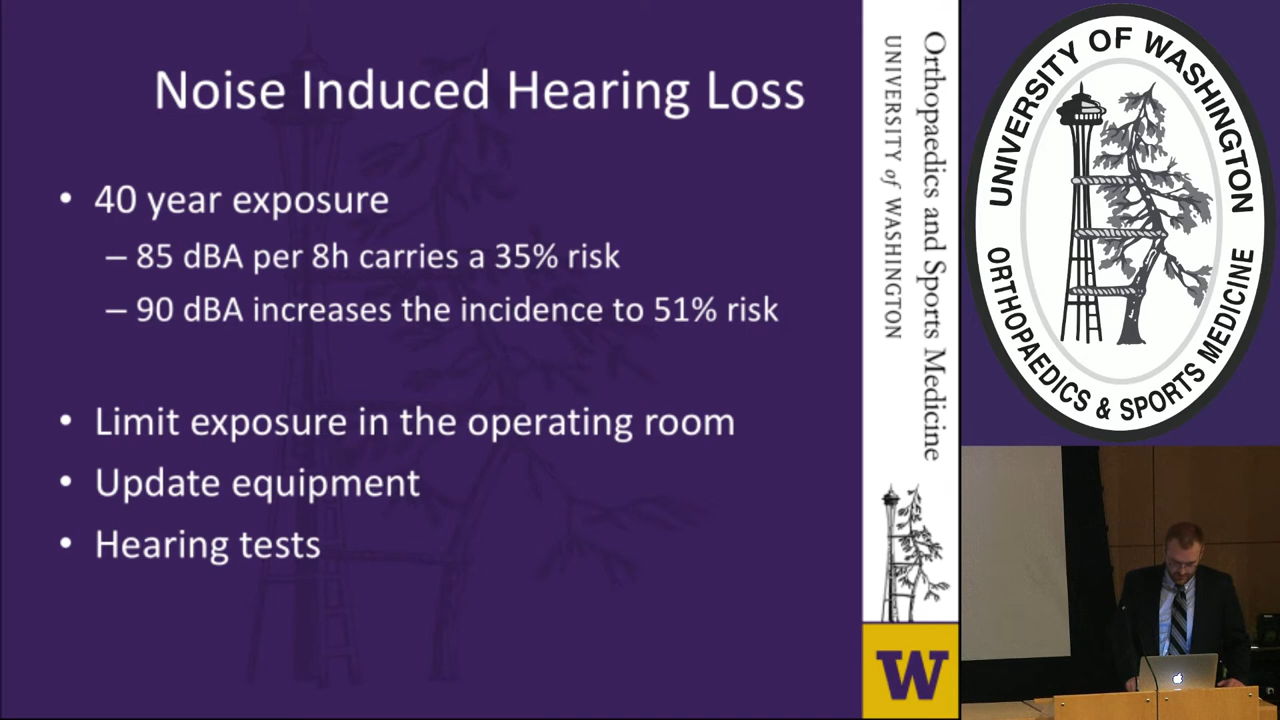 Noise Induced Hearing Loss
• 40 year exposure
– 85 dBA per 8h carries a 35% risk
– 90 dBA increases the incidence to 51% risk
• Limit exposure in the operating room
• Update equipment
• Hearing tests
Orthopaedics and Sports Medicine
UNIVERSITY of WASHINGTON
W
UNIVERSITY OF WASHINGTON
ORTHOPAEDICS & SPORTS MEDICINE